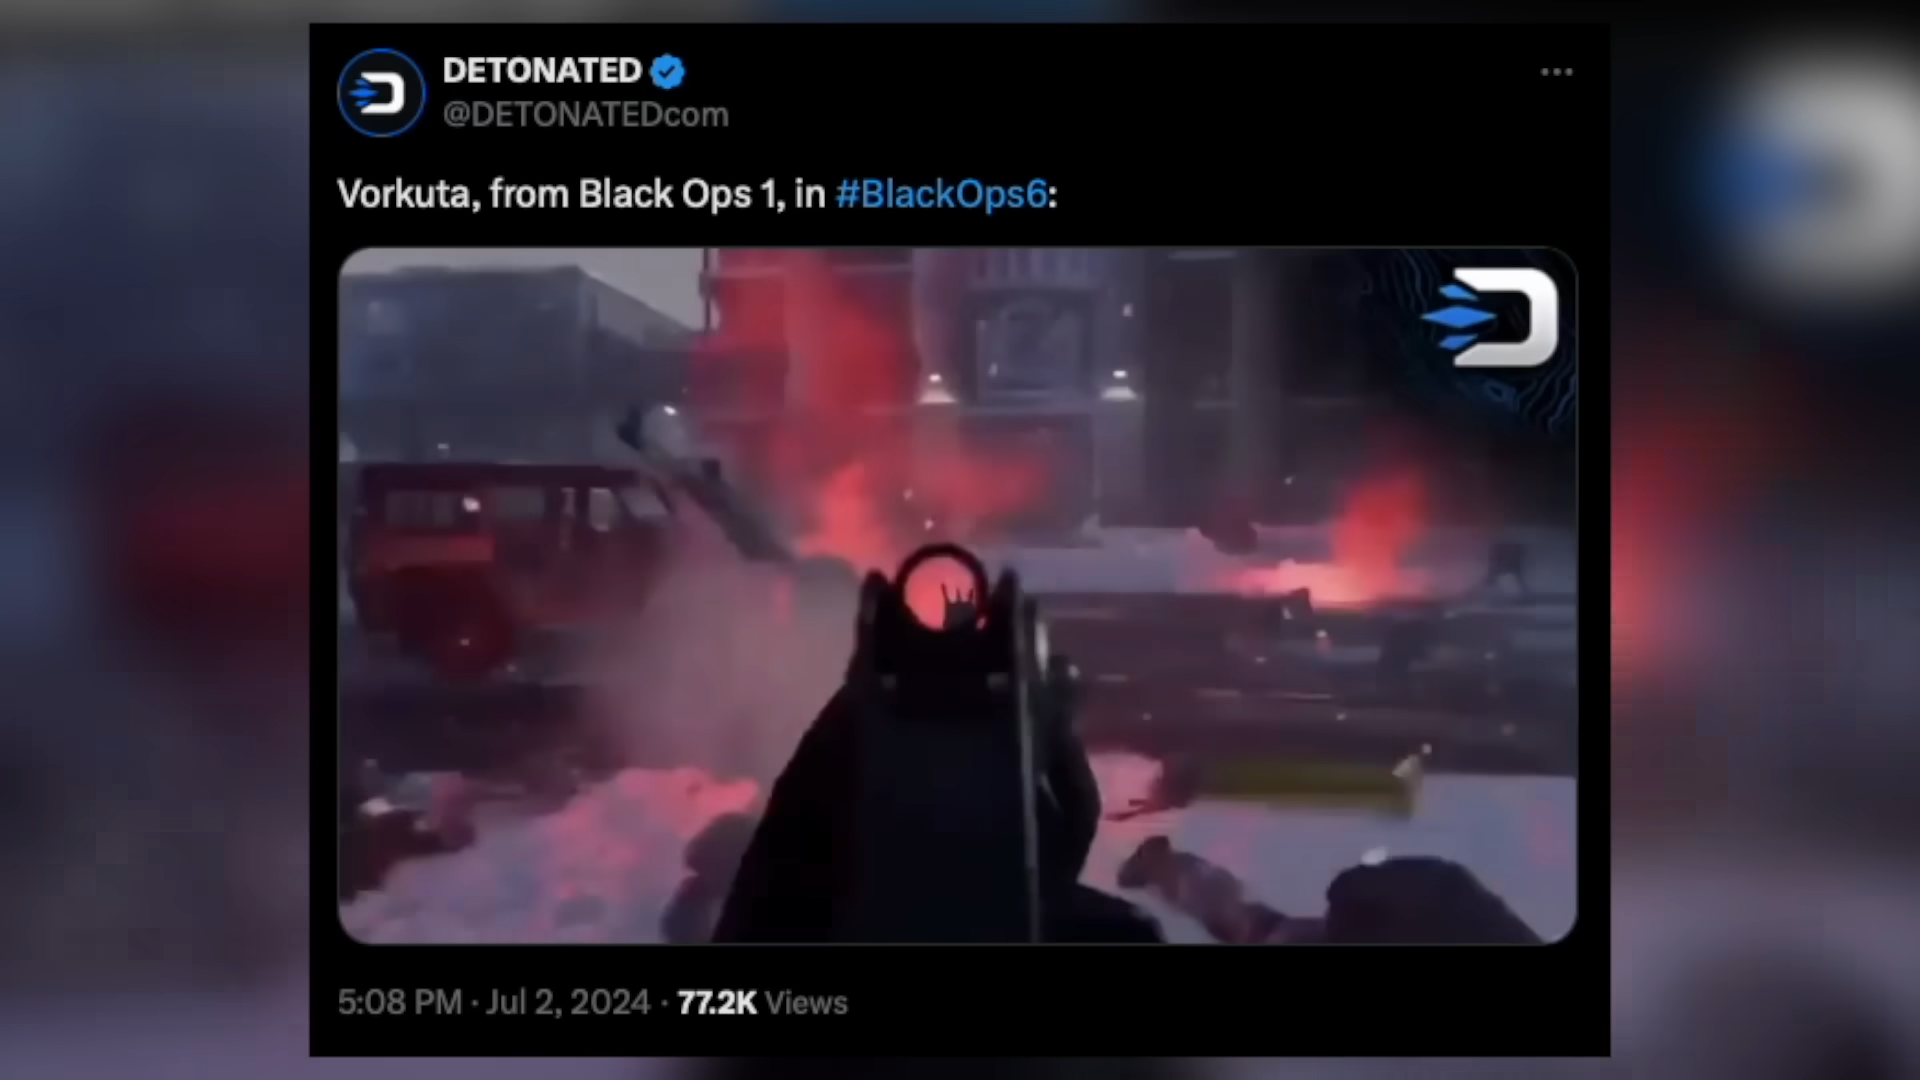 DETONATED
@DETONATEDcom
Vorkuta, from Black Ops 1, in #BlackOps6:
5:08 PM · Jul 2, 2024 · 77.2K Views